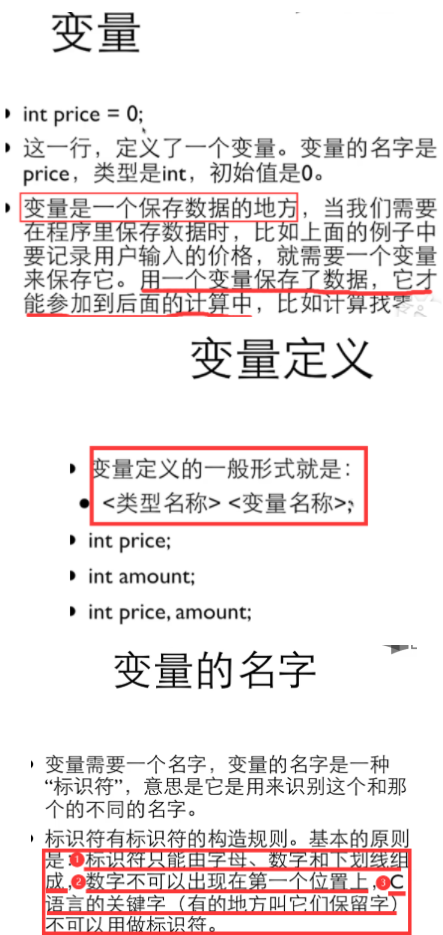 变量
int price = 0;
这一行，定义了一个变量。变量的名字是
price，类型是int，初始值是0。
变量是一个保存数据的地方，当我们需要
在程序里保存数据时，比如上面的例子中
要记录用户输入的价格，就需要一个变量
来保存它。用一个变量保存了数据，它才
能参加到后面的计算中，比如计算找零
变量定义
变量定义的一般形式就是：
<类型名称> <变量名称>;
int price;
int amount;
int price, amount;
变量的名字
变量需要一个名字，变量的名字是一种
“标识符”，意思是它是用来识别这个和那
个的不同的名字。
标识符有标识符的构造规则。基本的原则
是：1标识符只能由字母、数字和下划线组
成，2数字不可以出现在第一个位置上，3C
语言的关键字（有的地方叫它们保留字）
不可以用做标识符。